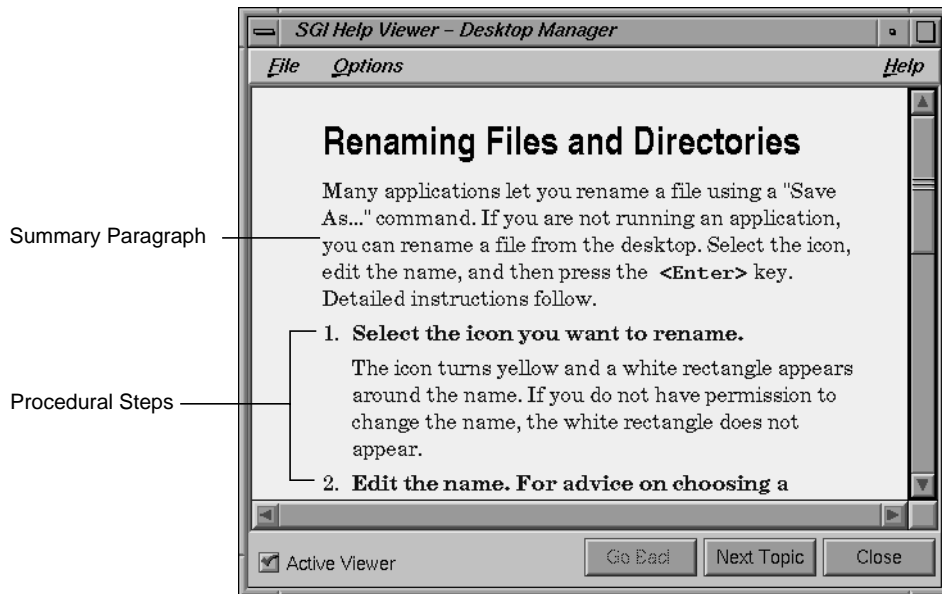 SGI Help Viewer – Desktop Manager
File Options Help
Renaming Files and Directories
Many applications let you rename a file using a "Save
As..." command. If you are not running an application,
you can rename a file from the desktop. Select the icon,
edit the name, and then press the <Enter> key.
Detailed instructions follow.
1. Select the icon you want to rename.
The icon turns yellow and a white rectangle appears
around the name. If you do not have permission to
change the name, the white rectangle does not
appear.
2. Edit the name. For advice on choosing a
Active Viewer
Go Back
Next Topic
Close
Summary Paragraph
Procedural Steps